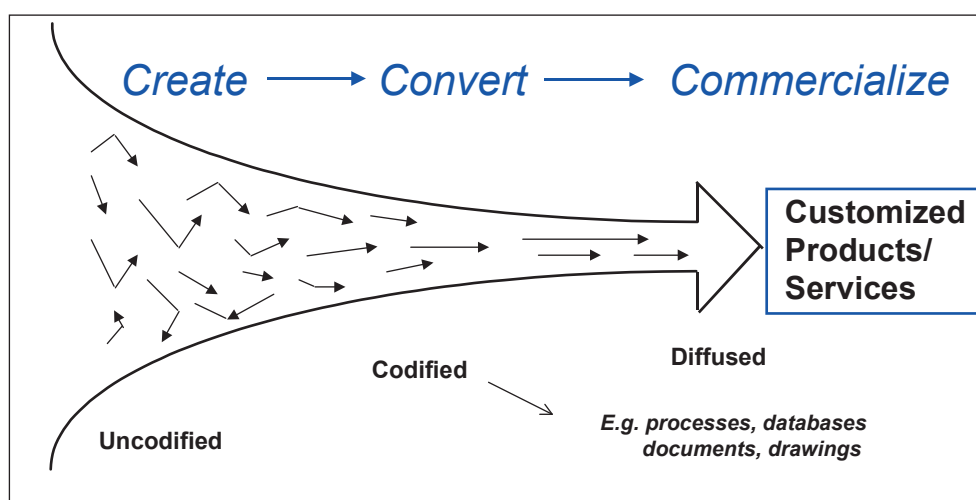 Create Convert Commercialize
Customized
Products/
Services
Diffused
Codified
E.g. processes, databases
documents, drawings
Uncodified